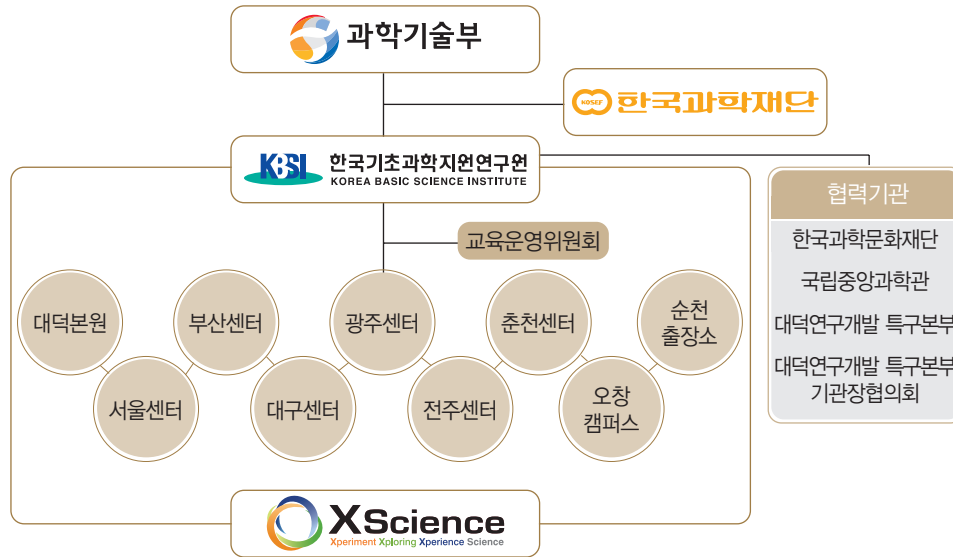 과학기술부
KOSEF 한국과학재단
KBSI 한국기초과학지원연구원
KOREA BASIC SCIENCE INSTITUTE
협력기관
한국과학문화재단
국립중앙과학관
대덕연구개발 특구본부
대덕연구개발 특구본부
기관장협의회
교육운영위원회
대덕본원
부산센터
광주센터
춘천센터
순천
출장소
서울센터
대구센터
전주센터
오창
캠퍼스
XScience
Xperiment Xploring Xperience Science